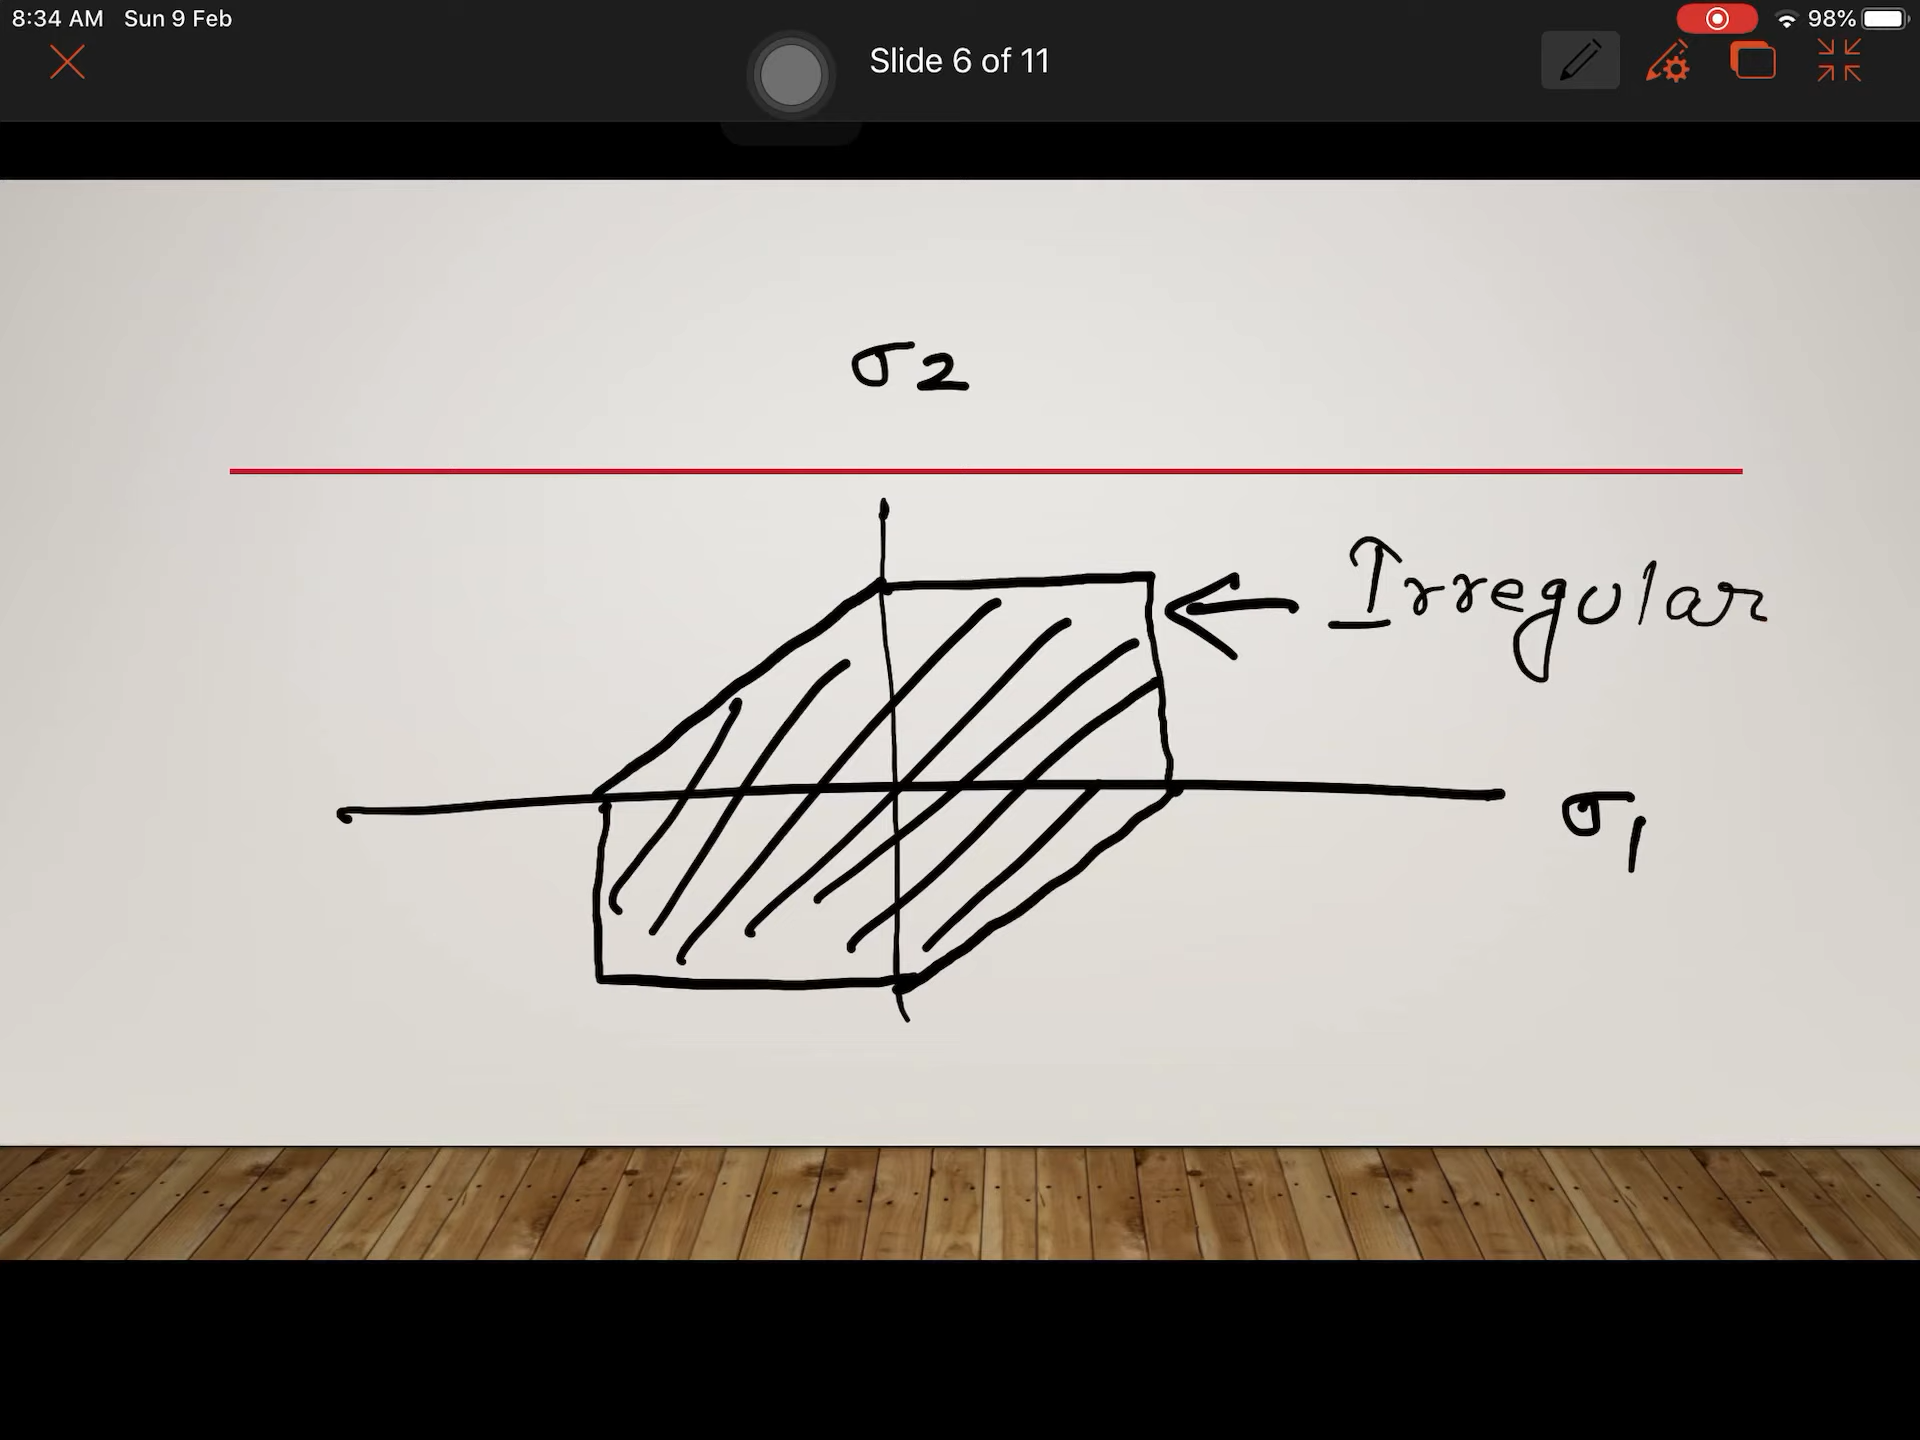 8:34 AM Sun 9 Feb
98%
Slide 6 of 11
σ2
Irregular
σ1